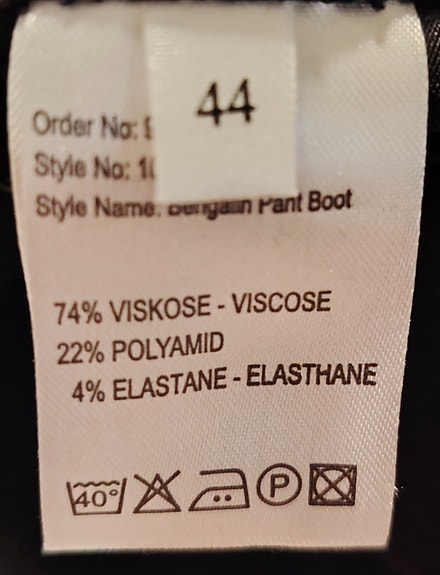 44
Order No:
Style No:
Style Name: Bengalin Pant Boot
74% VISKOSE - VISCOSE
22% POLYAMID
4% ELASTANE - ELASTHANE
40°
P